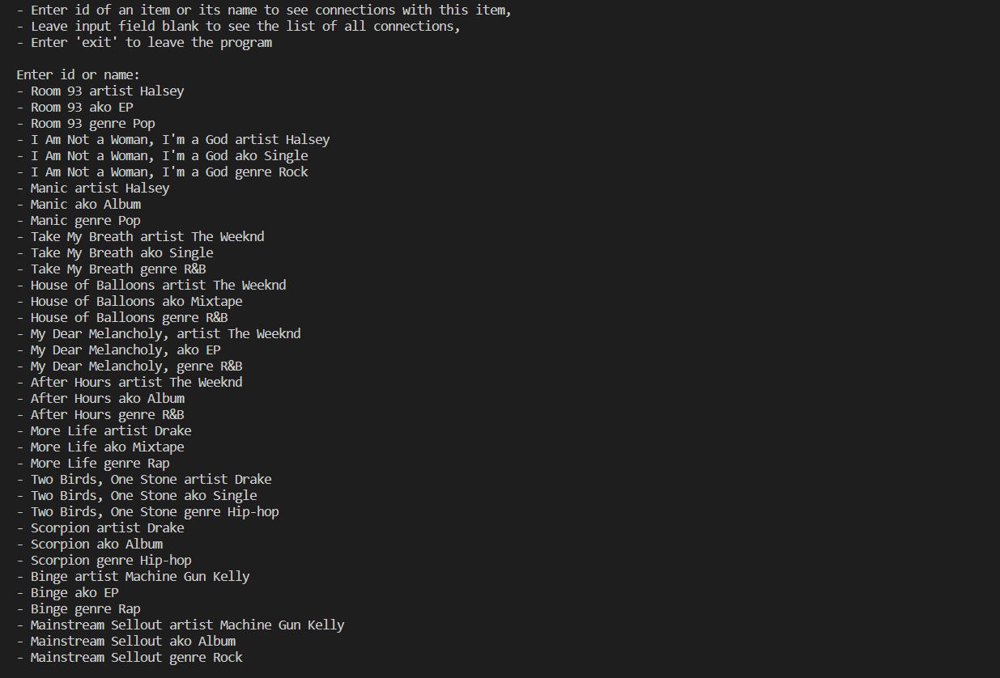 - Enter id of an item or its name to see connections with this item,
- Leave input field blank to see the list of all connections,
- Enter 'exit' to leave the program
Enter id or name:
- Room 93 artist Halsey
- Room 93 ako EP
- Room 93 genre Pop
- I Am Not a Woman, I'm a God artist Halsey
- I Am Not a Woman, I'm a God ako Single
- I Am Not a Woman, I'm a God genre Rock
- Manic artist Halsey
- Manic ako Album
- Manic genre Pop
- Take My Breath artist The Weeknd
- Take My Breath ako Single
- Take My Breath genre R&B
- House of Balloons artist The Weeknd
- House of Balloons ako Mixtape
- House of Balloons genre R&B
- My Dear Melancholy, artist The Weeknd
- My Dear Melancholy, ako EP
- My Dear Melancholy, genre R&B
- After Hours artist The Weeknd
- After Hours ako Album
- After Hours genre R&B
- More Life artist Drake
- More Life ako Mixtape
- More Life genre Rap
- Two Birds, One Stone artist Drake
- Two Birds, One Stone ako Single
- Two Birds, One Stone genre Hip-hop
- Scorpion artist Drake
- Scorpion ako Album
- Scorpion genre Hip-hop
- Binge artist Machine Gun Kelly
- Binge ako EP
- Binge genre Rap
- Mainstream Sellout artist Machine Gun Kelly
- Mainstream Sellout ako Album
- Mainstream Sellout genre Rock